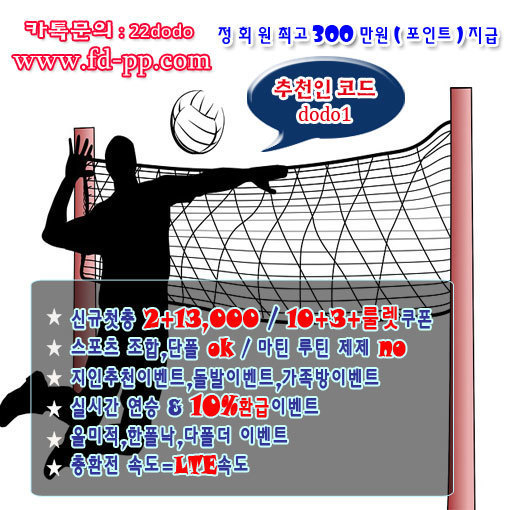 카톡문의 : 22dodo
정 회 원 최고 300 만원 ( 포인트 ) 지급
www.fd-pp.com
추천인 코드
dodo1
★ 신규첫충 2+13,000 / 10+3+룰렛쿠폰
★ 스포츠 조합,단폴 ok / 마틴 루틴 제제 no
★ 지인추천이벤트,돌발이벤트,가족방이벤트
★ 실시간 연승 & 10%환급이벤트
★ 올미적,한폴낙,다폴더 이벤트
★ 충환전 속도=LTE속도